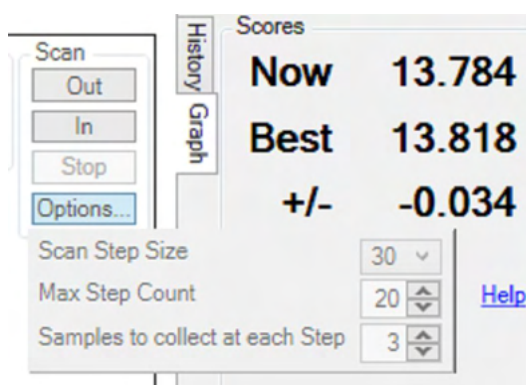 Scan
Out
In
Stop
Options...
History
Graph
Scores
Now 13.784
Best 13.818
+/- -0.034
Scan Step Size 30
Max Step Count 20
Samples to collect at each Step 3
Help